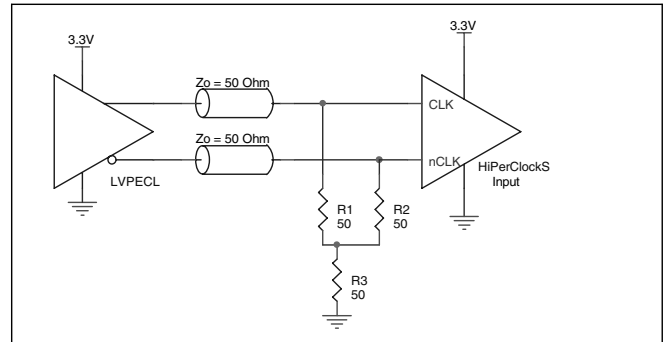 3.3V
3.3V
Zo = 50 Ohm
CLK
Zo = 50 Ohm
nCLK
HiPerClockS
Input
LVPECL
R1
50
R2
50
R3
50